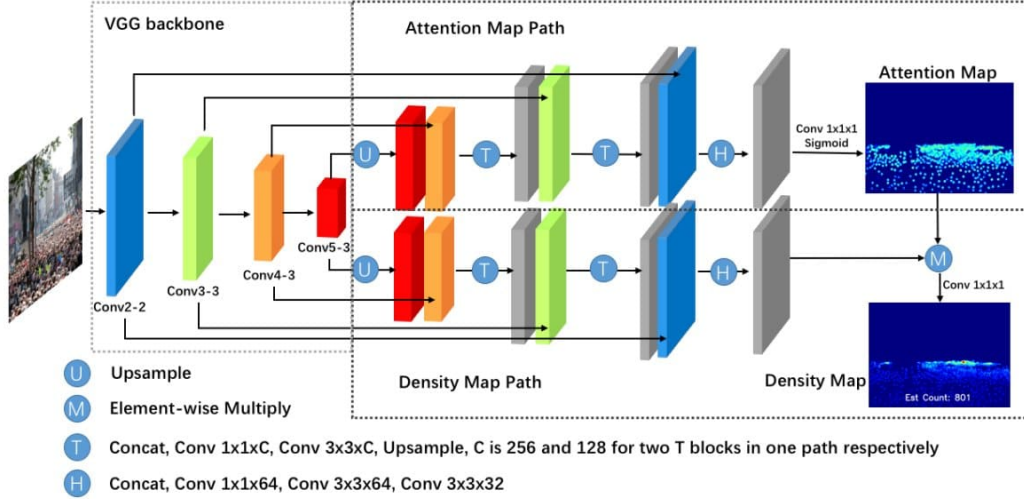 VGG backbone
Attention Map Path
Attention Map
Conv 1x1x1
Sigmoid
U
T
T
H
Conv2-2
Conv3-3
Conv4-3
Conv5-3
U
T
T
H
M
Conv 1x1x1
Density Map Path
Density Map
Est Count: 801
U Upsample
M Element-wise Multiply
T Concat, Conv 1x1xC, Conv 3x3xC, Upsample, C is 256 and 128 for two T blocks in one path respectively
H Concat, Conv 1x1x64, Conv 3x3x64, Conv 3x3x32